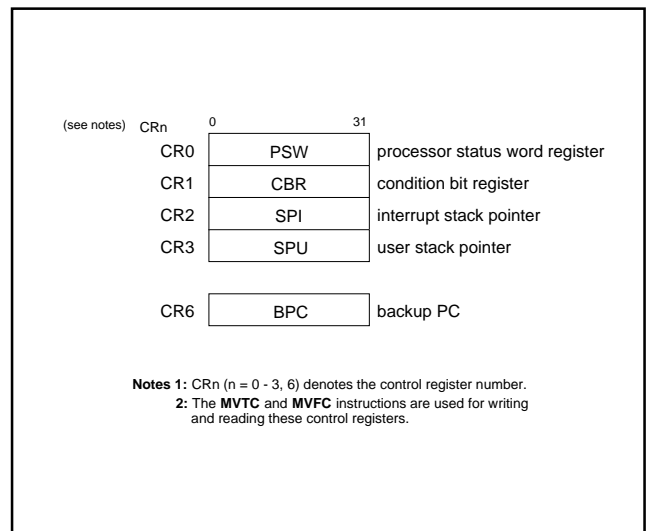 (see notes) CRn 0 31
CR0 PSW processor status word register
CR1 CBR condition bit register
CR2 SPI interrupt stack pointer
CR3 SPU user stack pointer
CR6 BPC backup PC
Notes 1: CRn (n = 0 - 3, 6) denotes the control register number.
2: The MVTC and MVFC instructions are used for writing
and reading these control registers.